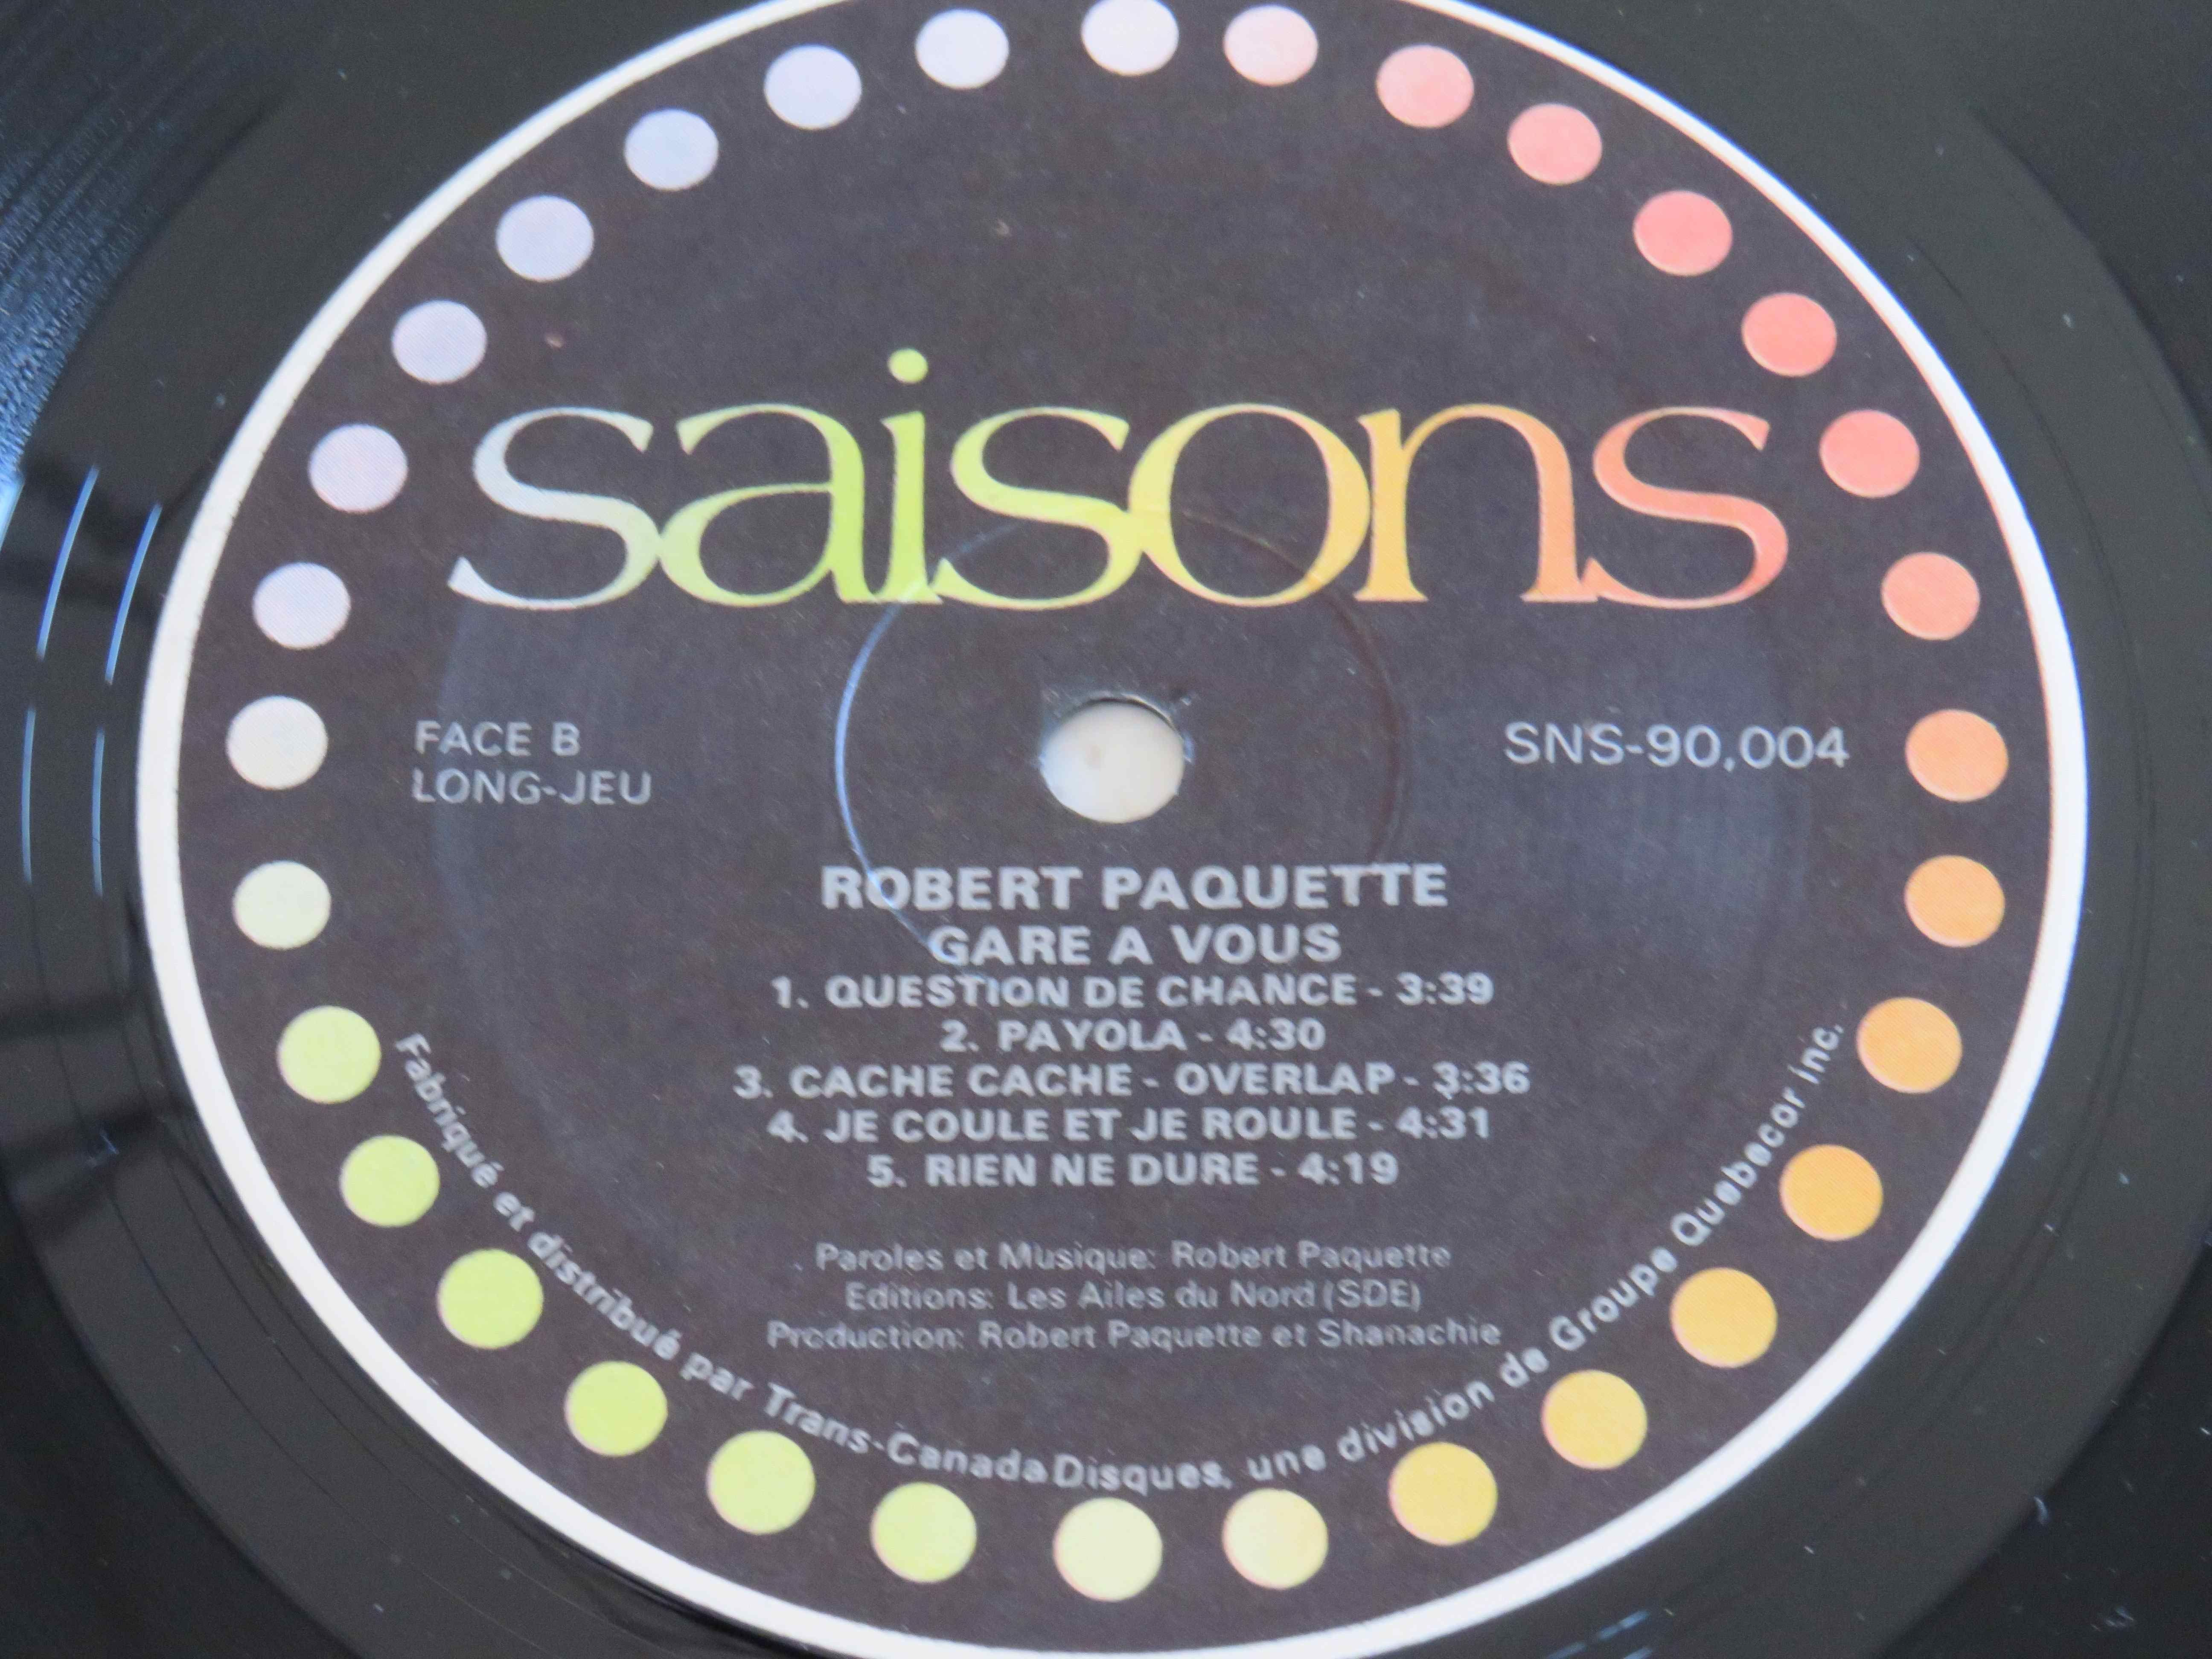 saisons
FACE B
LONG-JEU
SNS-90,004
ROBERT PAQUETTE
GARE A VOUS
1. QUESTION DE CHANCE - 3:39
2. PAYOLA - 4:30
3. CACHE CACHE - OVERLAP - 3:36
4. JE COULE ET JE ROULE - 4:31
5. RIEN NE DURE - 4:19
Paroles et Musique: Robert Paquette
Editions: Les Ailes du Nord (SDE)
Production: Robert Paquette et Shanachie
Fabriqué et distribué par Trans-Canada Disques, une division de Groupe Quebecor inc.